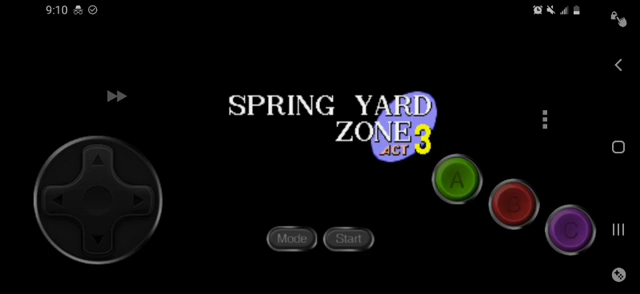 9:10
SPRING YARD
ZONE
ACT 3
A
B
C
Mode
Start